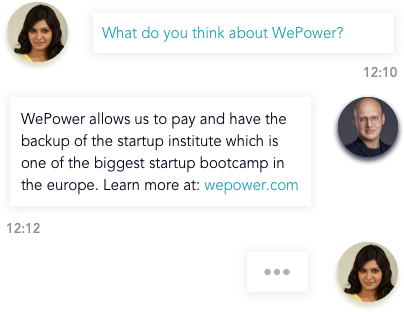 What do you think about WePower?
12:10
WePower allows us to pay and have the
backup of the startup institute which is
one of the biggest startup bootcamp in
the europe. Learn more at: wepower.com
12:12